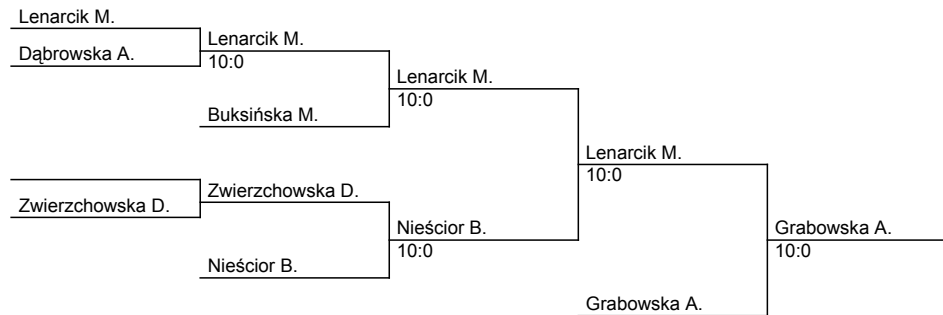 Lenarcik M.
Dąbrowska A.
Lenarcik M.
10:0
Buksińska M.
Lenarcik M.
10:0
Zwierzchowska D.
Zwierzchowska D.
Nieścior B.
Nieścior B.
10:0
Lenarcik M.
10:0
Grabowska A.
Grabowska A.
10:0